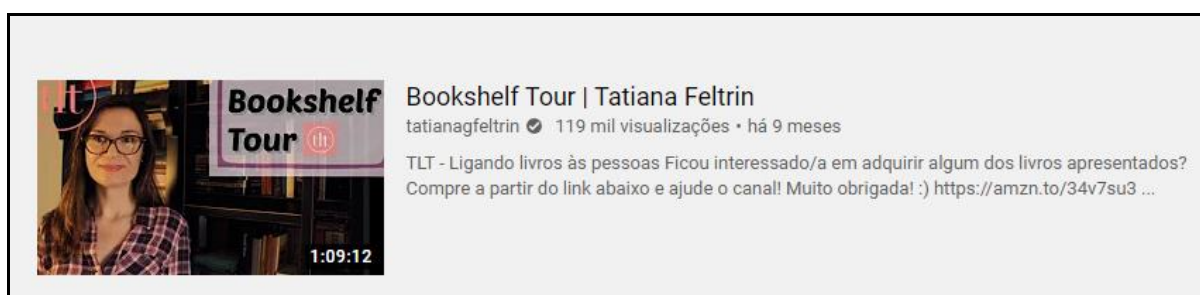 tlt
Bookshelf
Tour tlt
1:09:12
Bookshelf Tour | Tatiana Feltrin
tatianagfeltrin 119 mil visualizações • há 9 meses
TLT - Ligando livros às pessoas Ficou interessado/a em adquirir algum dos livros apresentados?
Compre a partir do link abaixo e ajude o canal! Muito obrigada! :) https://amzn.to/34v7su3 ...